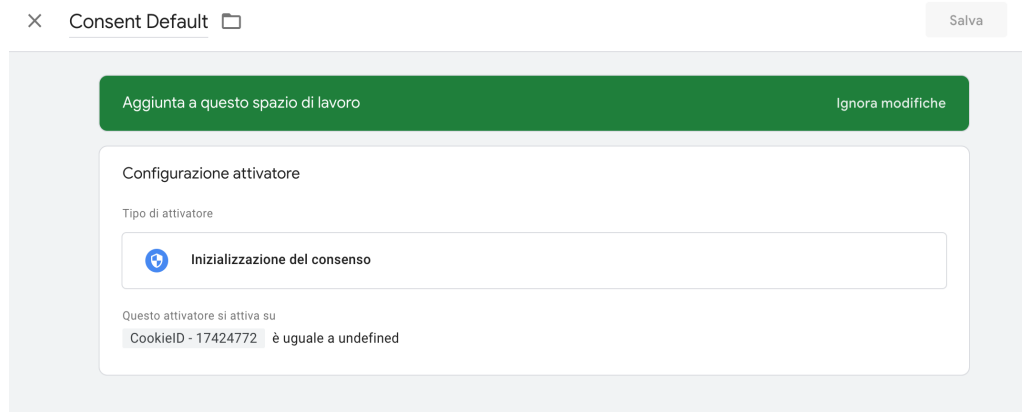 Consent Default
Salva
Aggiunta a questo spazio di lavoro
Ignora modifiche
Configurazione attivatore
Tipo di attivatore
Inizializzazione del consenso
Questo attivatore si attiva su
CookieID - 17424772 è uguale a undefined